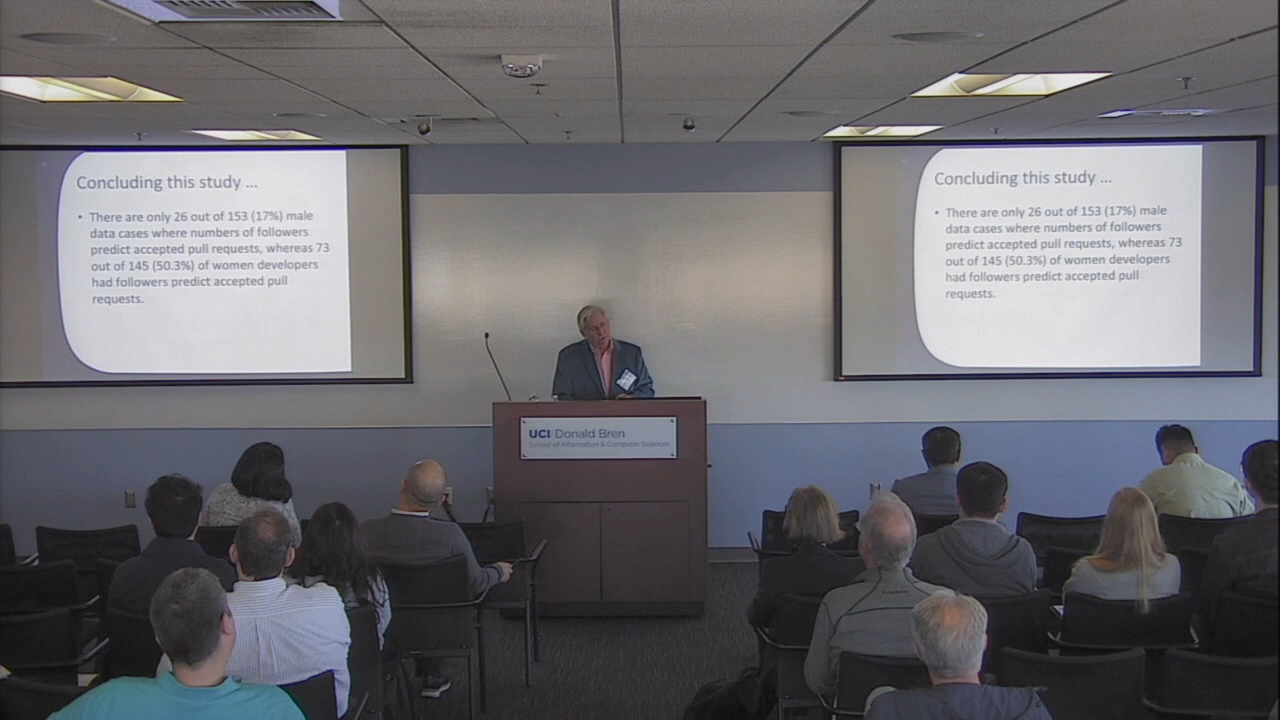 Concluding this study ...
• There are only 26 out of 153 (17%) male
data cases where numbers of followers
predict accepted pull requests, whereas 73
out of 145 (50.3%) of women developers
had followers predict accepted pull
requests.
Concluding this study ...
• There are only 26 out of 153 (17%) male
data cases where numbers of followers
predict accepted pull requests, whereas 73
out of 145 (50.3%) of women developers
had followers predict accepted pull
requests.
UCI Donald Bren
School of Information & Computer Sciences